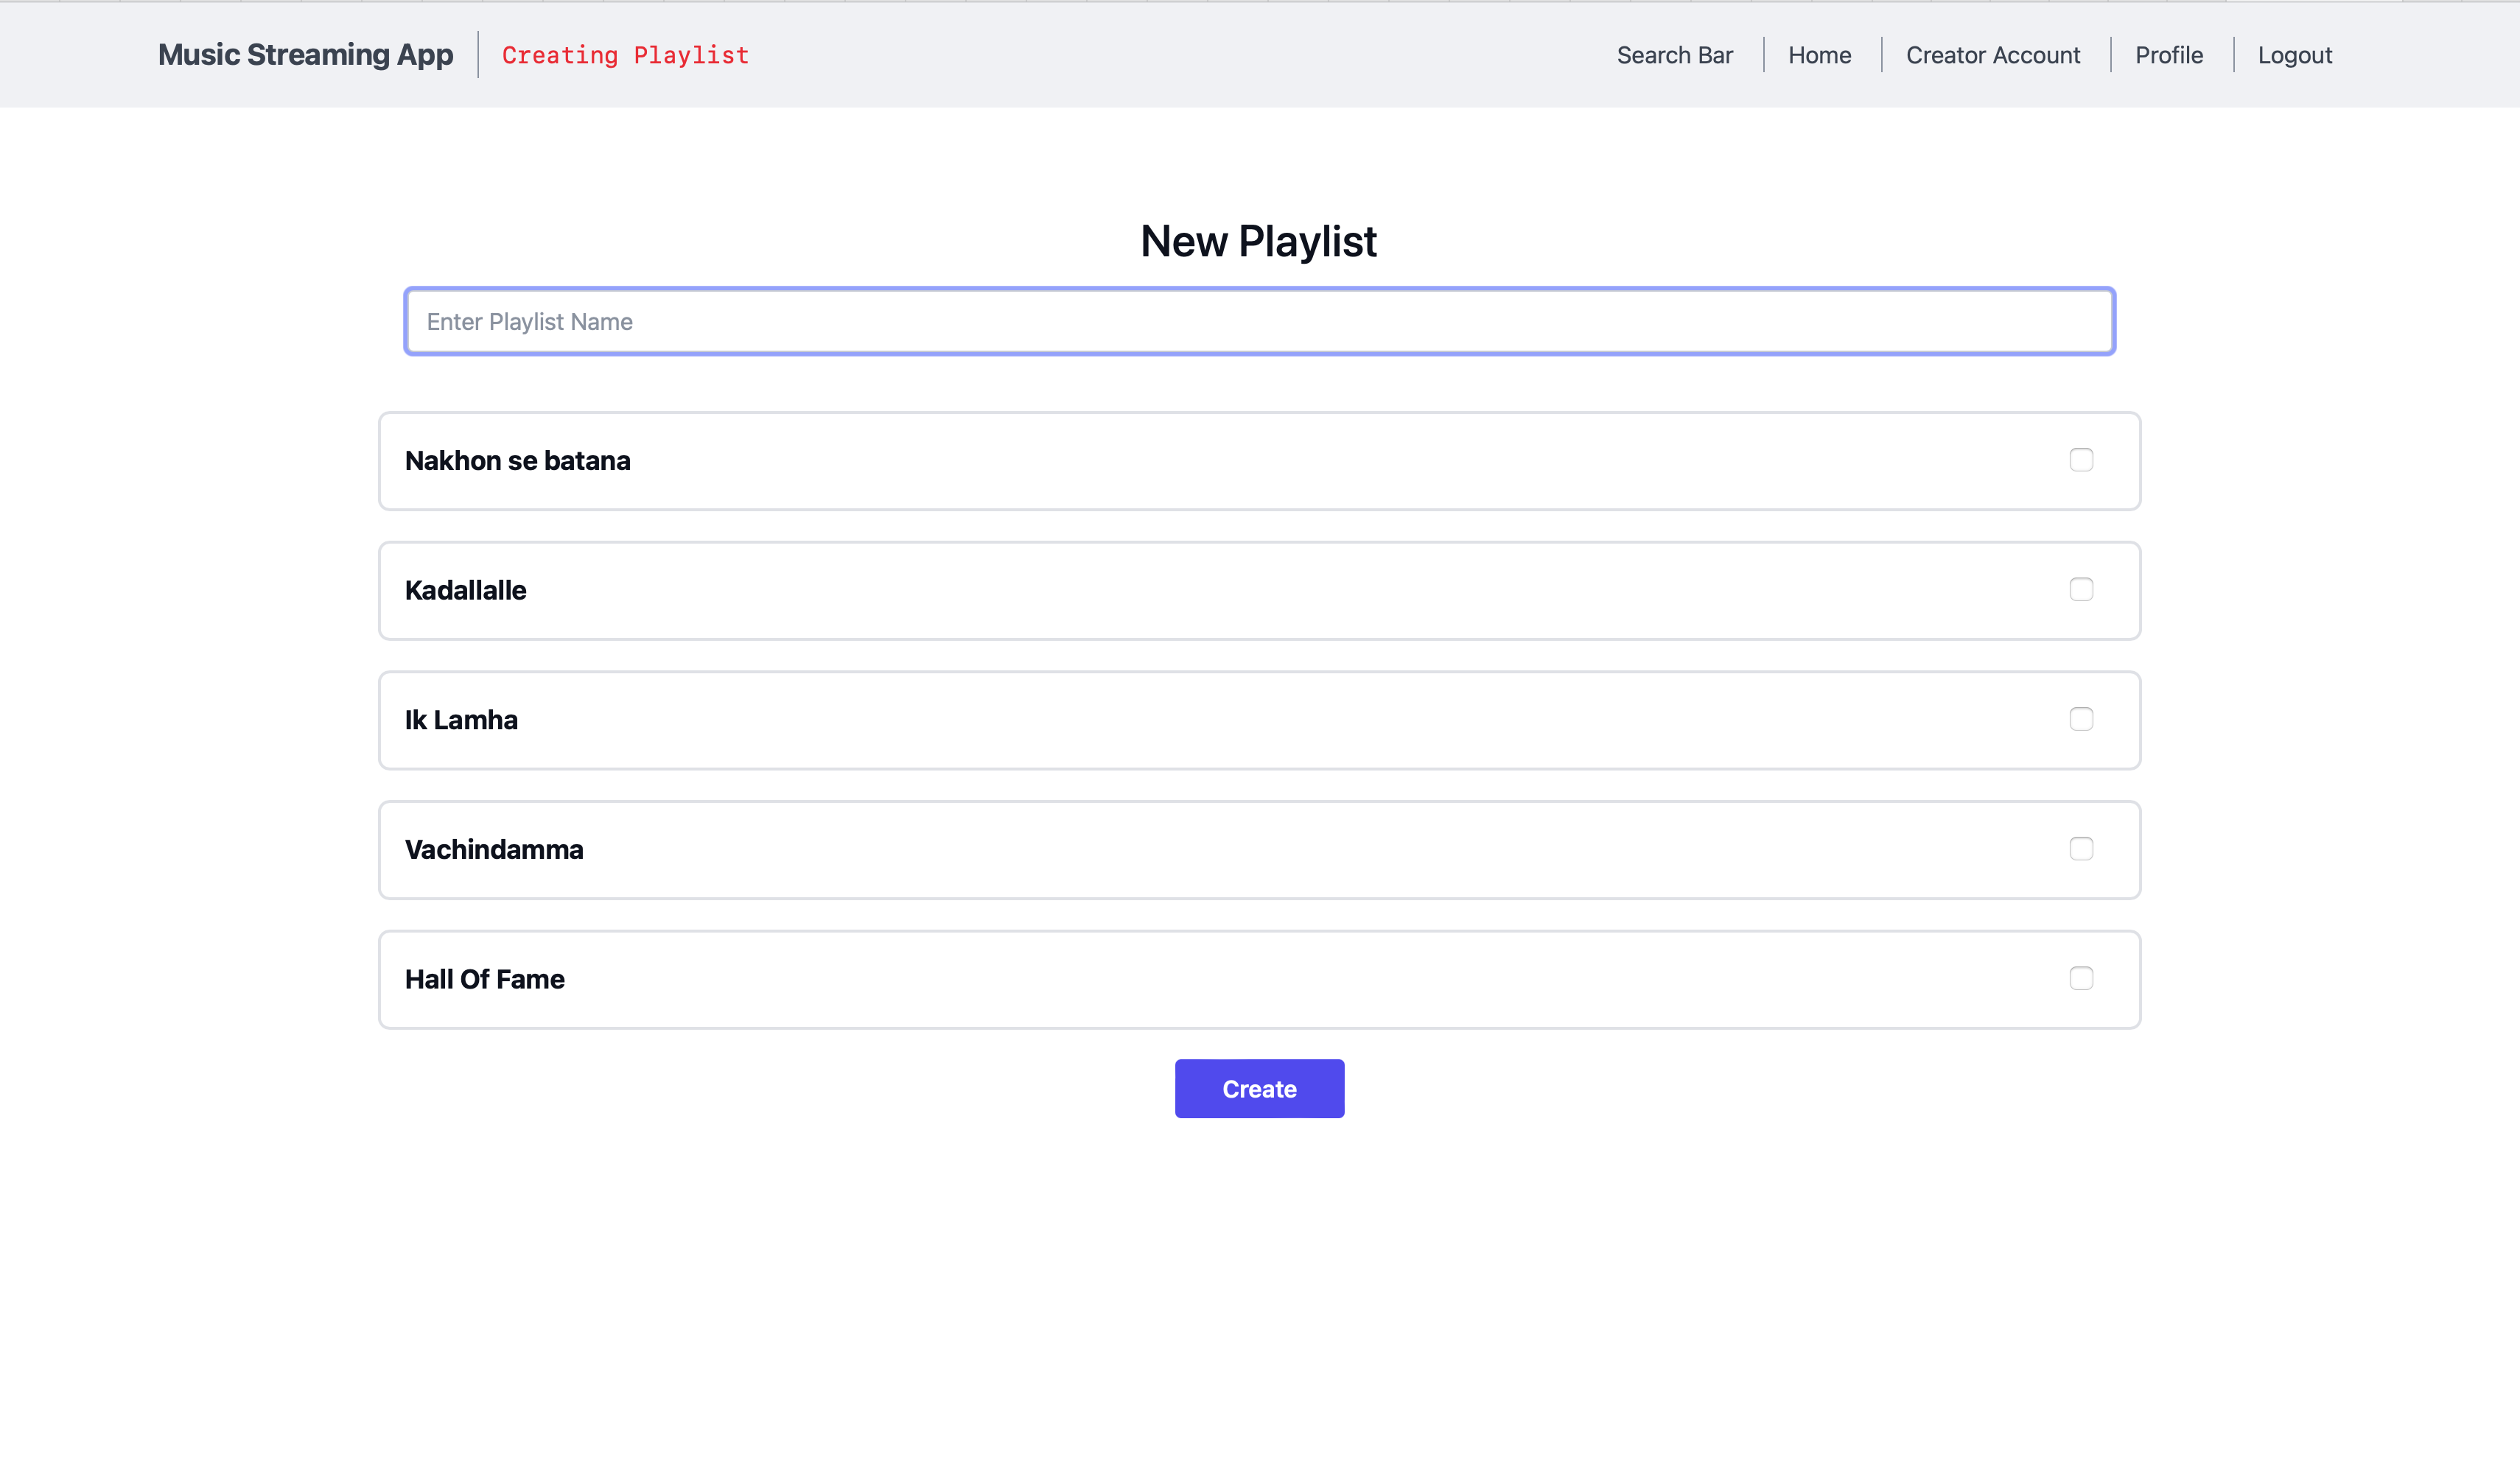 Music Streaming App
Creating Playlist
Search Bar
Home
Creator Account
Profile
Logout
New Playlist
Enter Playlist Name
Nakhon se batana
Kadallalle
Ik Lamha
Vachindamma
Hall Of Fame
Create